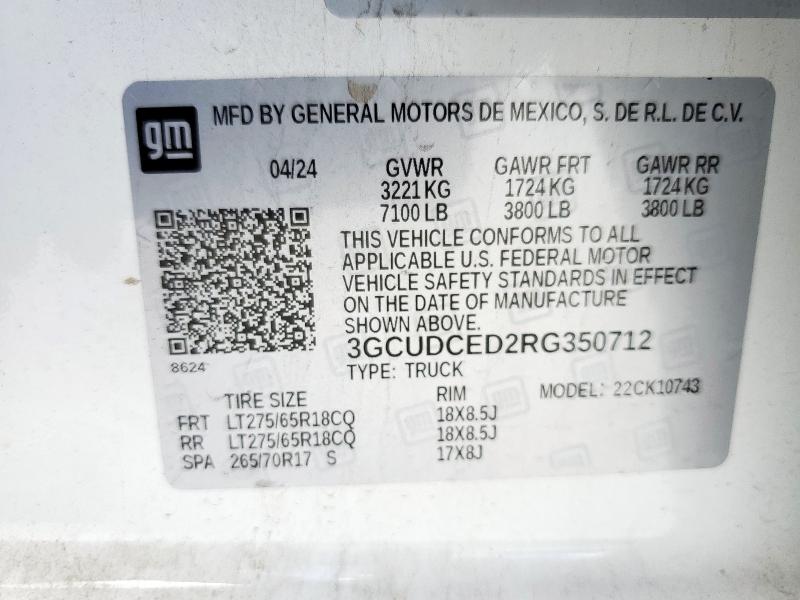 gm
MFD BY GENERAL MOTORS DE MEXICO, S. DE R.L. DE C.V.
04/24 GVWR GAWR FRT GAWR RR
3221 KG 1724 KG 1724 KG
7100 LB 3800 LB 3800 LB
THIS VEHICLE CONFORMS TO ALL
APPLICABLE U.S. FEDERAL MOTOR
VEHICLE SAFETY STANDARDS IN EFFECT
ON THE DATE OF MANUFACTURE
SHOWN ABOVE.
8624
3GCUDCED2RG350712
TYPE: TRUCK
MODEL: 22CK10743
TIRE SIZE RIM
FRT LT275/65R18CQ 18X8.5J
RR LT275/65R18CQ 18X8.5J
SPA 265/70R17 S 17X8J